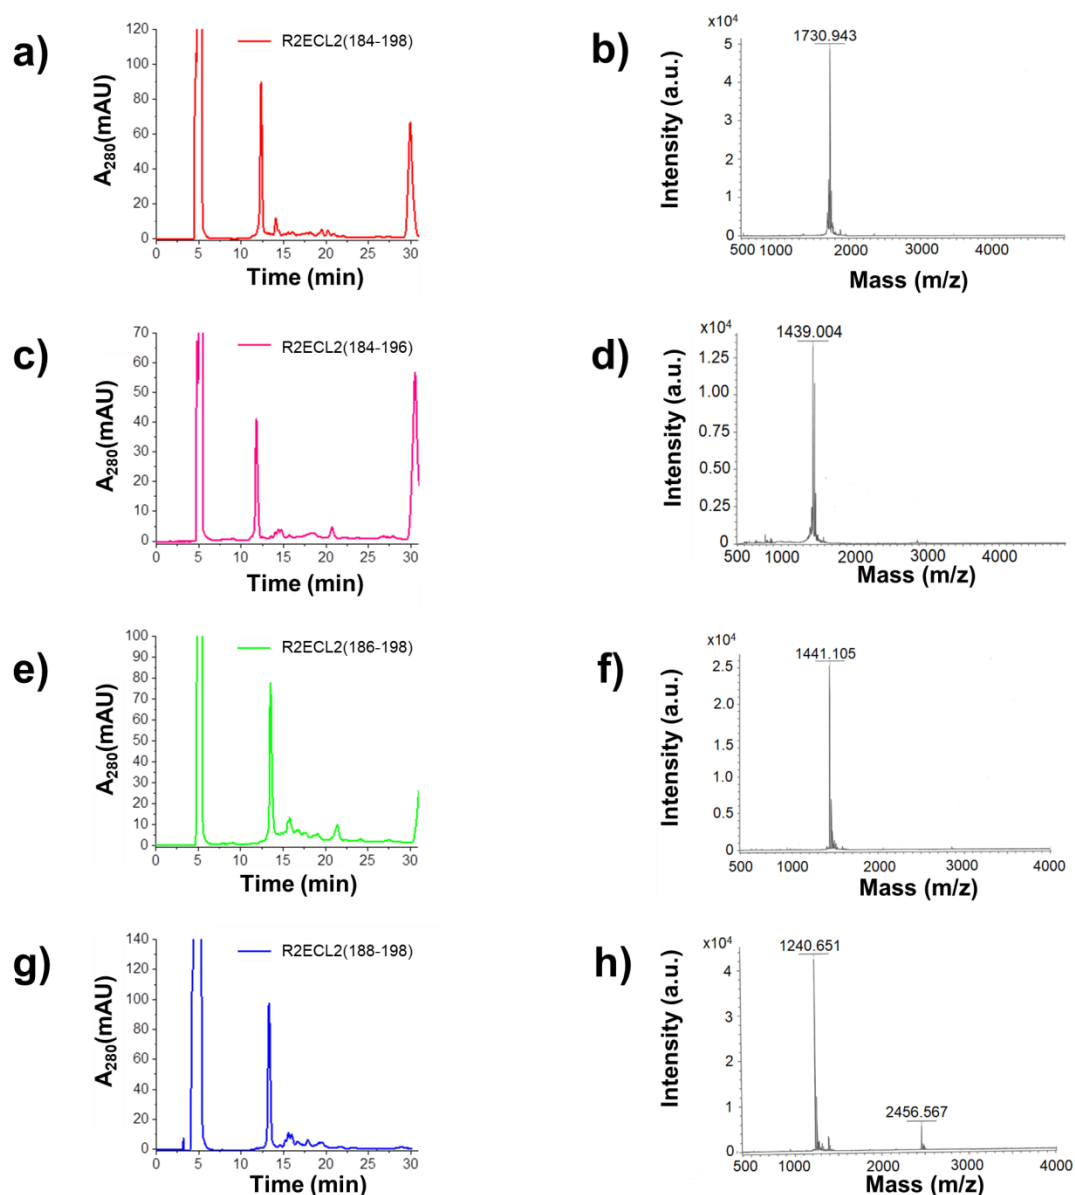 a)
R2ECL2(184-198)
A280(mAU)
120
100
80
60
40
20
0
0 5 10 15 20 25 30
Time (min)
b)
x10⁴
1730.943
Intensity (a.u.)
5
4
3
2
1
0
500 1000 2000 3000 4000
Mass (m/z)
c)
R2ECL2(184-196)
A280(mAU)
70
60
50
40
30
20
10
0
0 5 10 15 20 25 30
Time (min)
d)
x10⁴
1439.004
Intensity (a.u.)
1.25
1.00
0.75
0.50
0.25
0
500 1000 2000 3000 4000
Mass (m/z)
e)
R2ECL2(186-198)
A280(mAU)
100
90
80
70
60
50
40
30
20
10
0
0 5 10 15 20 25 30
Time (min)
f)
x10⁴
1441.105
Intensity (a.u.)
2.5
2.0
1.5
1.0
0.5
0
500 1000 2000 3000 4000
Mass (m/z)
g)
R2ECL2(188-198)
A280(mAU)
140
120
100
80
60
40
20
0
0 5 10 15 20 25 30
Time (min)
h)
x10⁴
1240.651
2456.567
Intensity (a.u.)
4
3
2
1
0
500 1000 2000 3000 4000
Mass (m/z)